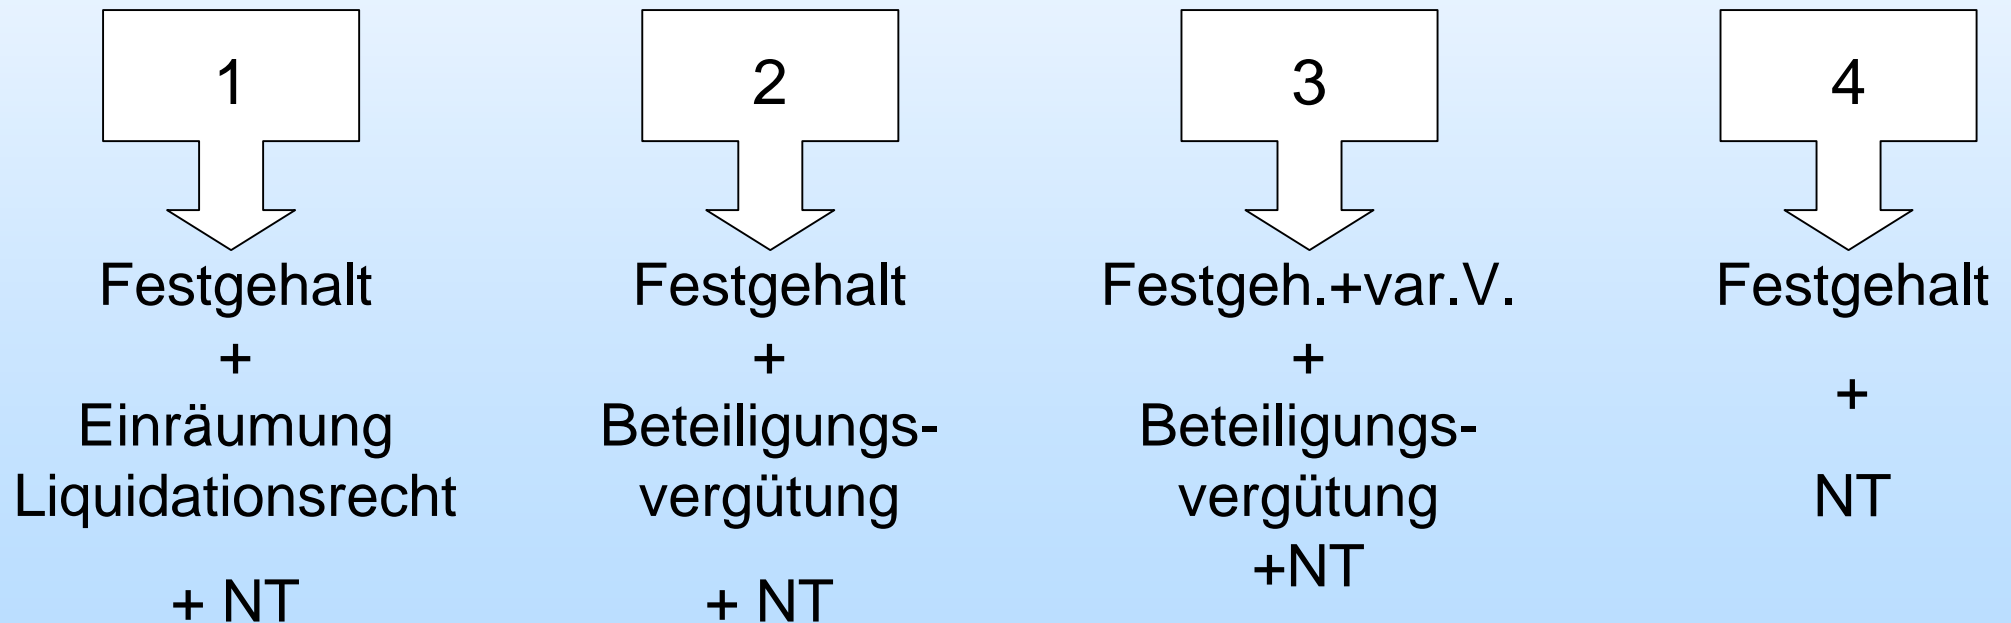 1
Festgehalt
+
Einräumung
Liquidationsrecht
+ NT
2
Festgehalt
+
Beteiligungs-
vergütung
+ NT
3
Festgeh.+var.V.
+
Beteiligungs-
vergütung
+NT
4
Festgehalt
+
NT